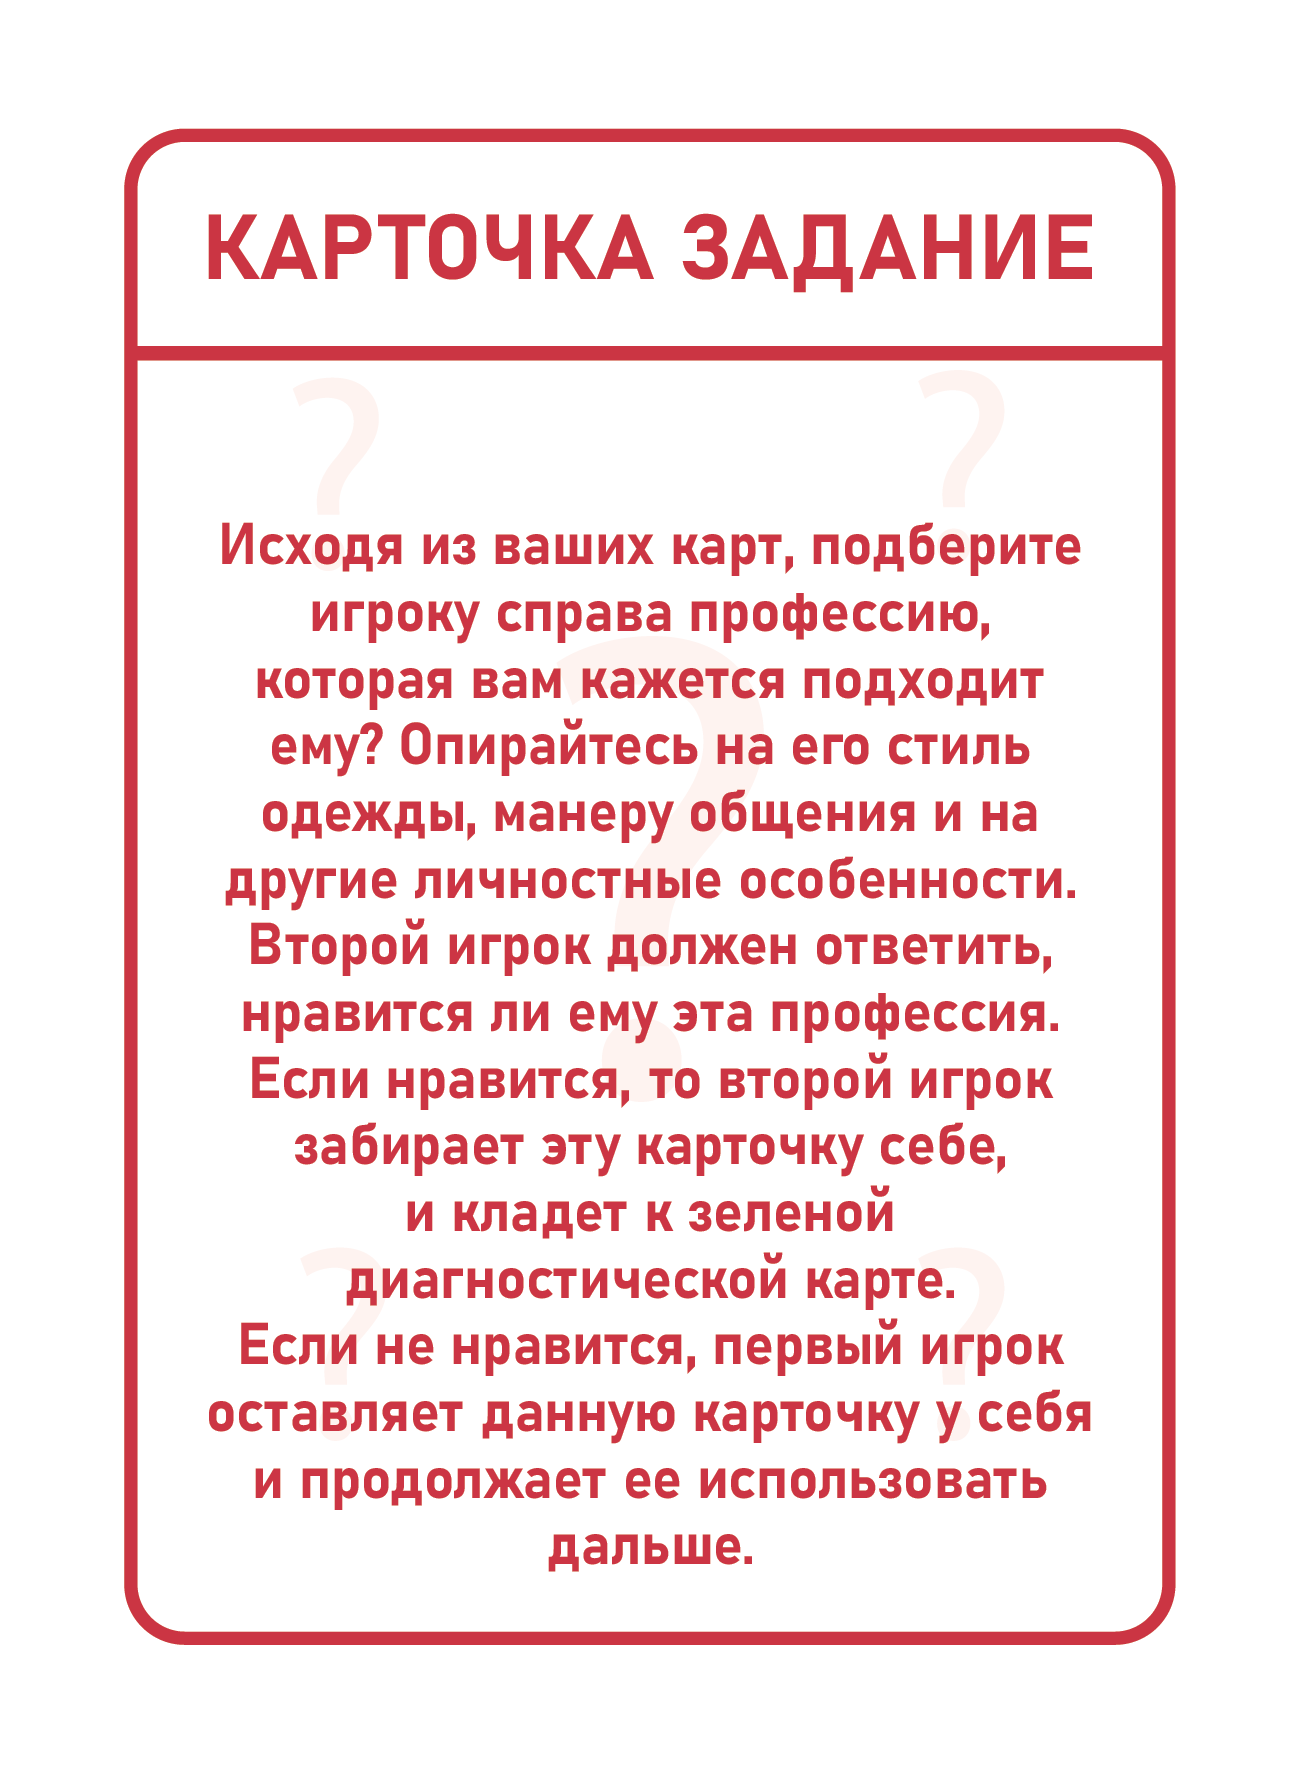 КАРТОЧКА ЗАДАНИЕ
Исходя из ваших карт, подберите
игроку справа профессию,
которая вам кажется подходит
ему? Опирайтесь на его стиль
одежды, манеру общения и на
другие личностные особенности.
Второй игрок должен ответить,
нравится ли ему эта профессия.
Если нравится, то второй игрок
забирает эту карточку себе,
и кладет к зеленой
диагностической карте.
Если не нравится, первый игрок
оставляет данную карточку у себя
и продолжает ее использовать
дальше.